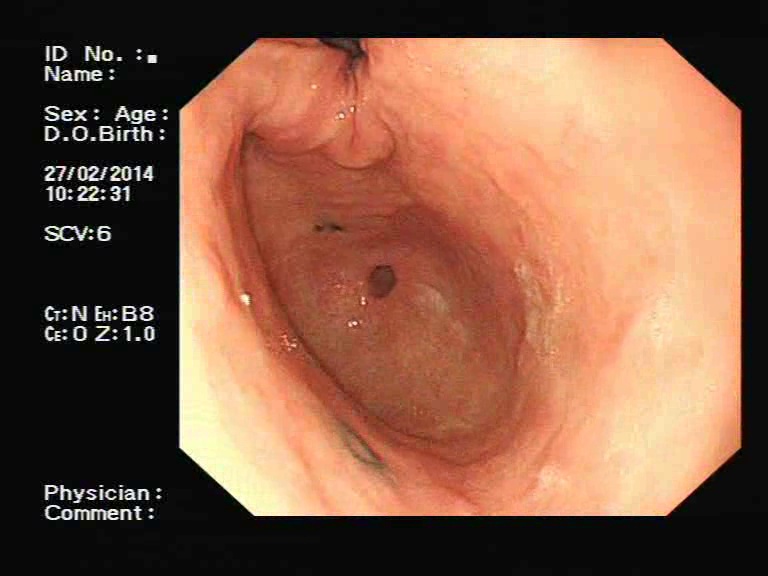 ID No. :
Name:
Sex: Age:
D.O.Birth:
27/02/2014
10:22:31
SCV:6
CT:N EH:B8
CE:0 Z:1.0
Physician:
Comment: